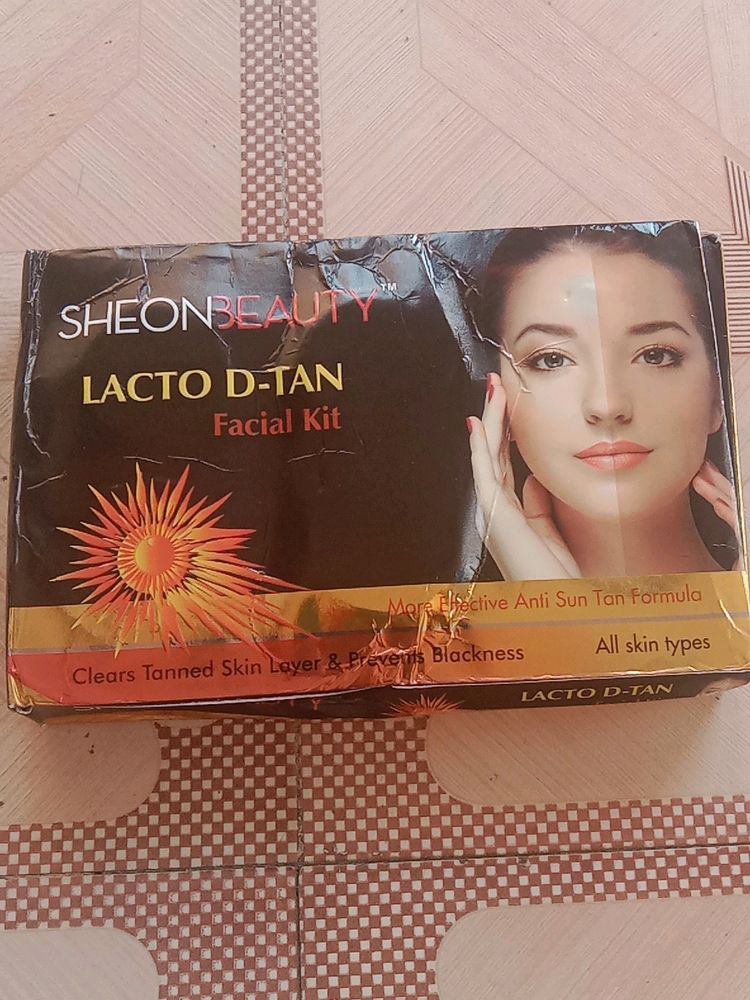 SHEONBEAUTY™
LACTO D-TAN
Facial Kit
More Effective Anti Sun Tan Formula
Clears Tanned Skin Layer & Prevents Blackness
All skin types
LACTO D-TAN